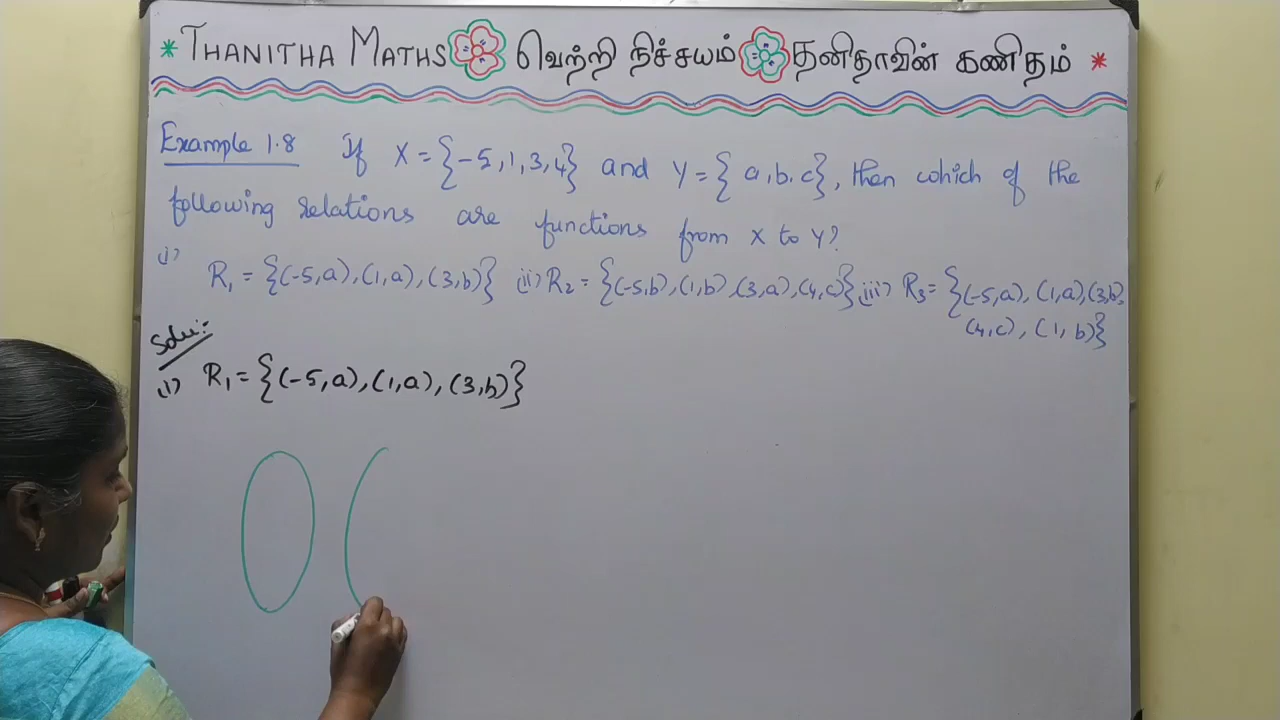 * THANITHA MATHS வெற்றி நிச்சயம் தனிதாவின் கணிதம் *
Example 1.8 If X = {-5, 1, 3, 4} and Y = { a, b. c}, then which of the
following relations are functions from X to Y?
(i) R₁ = {(-5, a), (1, a), (3, b)} (ii) R₂ = {(-5, b), (1, b), (3, a), (4, c)} (iii) R₃ = {(-5, a), (1, a), (3, b),
(4, c), (1, b)}
Solu:-
(i) R₁ = {(-5, a), (1, a), (3, b)}